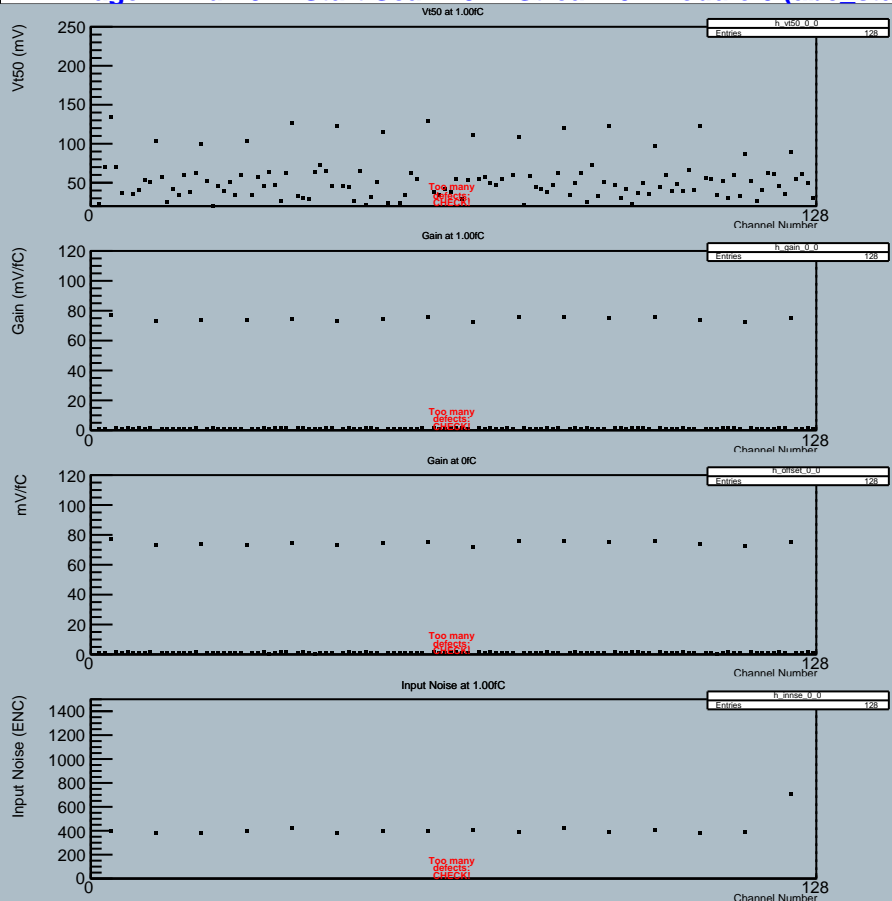 Vt50 at 1.00fC
h_vt50_0_0
Entries 128
Vt50 (mV)
250
200
150
100
50
Too many
defects:
CHECK!
0
128
Channel Number
Gain at 1.00fC
h_gain_0_0
Entries 128
Gain (mV/fC)
120
100
80
60
40
20
0
Too many
defects:
CHECK!
0
128
Channel Number
Gain at 0fC
h_offset_0_0
Entries 128
mV/fC
120
100
80
60
40
20
0
Too many
defects:
CHECK!
0
128
Channel Number
Input Noise at 1.00fC
h_innse_0_0
Entries 128
Input Noise (ENC)
1400
1200
1000
800
600
400
200
0
Too many
defects:
CHECK!
0
128
Channel Number